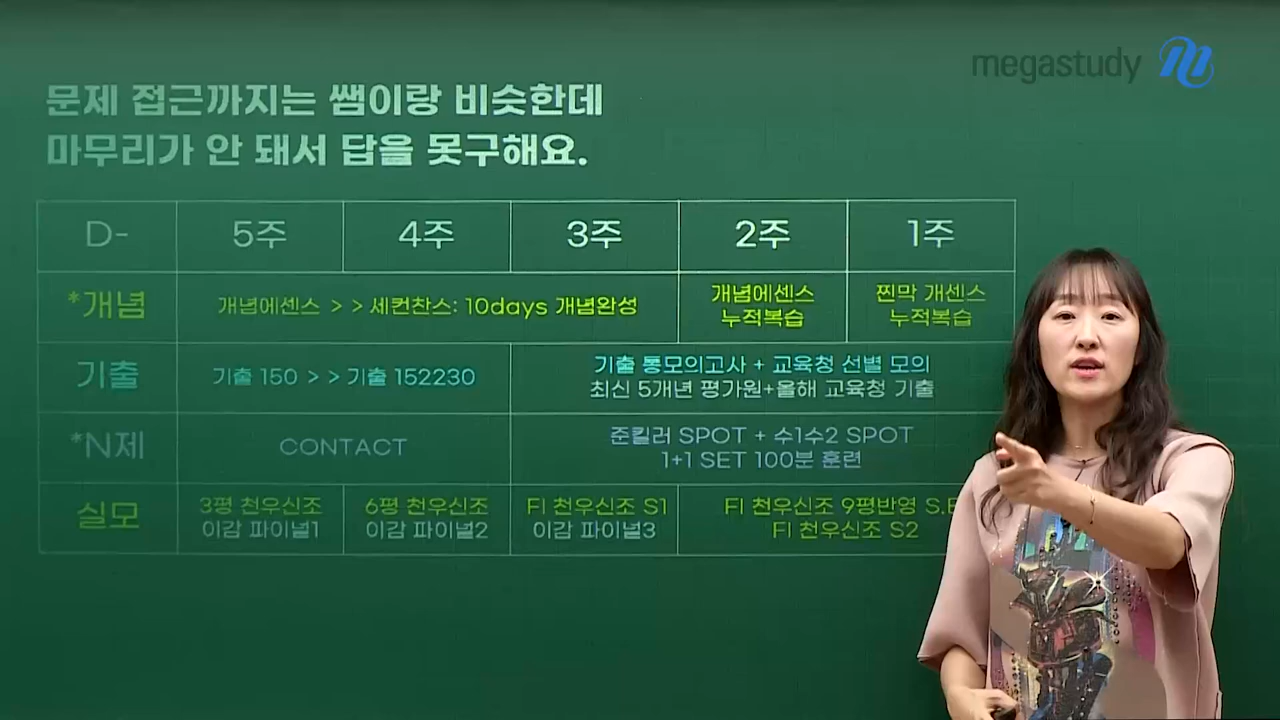 megastudy
문제 접근까지는 쌤이랑 비슷한데
마무리가 안 돼서 답을 못구해요.
D- 5주 4주 3주 2주 1주
*개념 개념에센스 > > 세컨찬스: 10days 개념완성 개념에센스 누적복습 찐막 개센스 누적복습
기출 기출 150 > > 기출 152230 기출 통모의고사 + 교육청 선별 모의
최신 5개년 평가원+올해 교육청 기출
*N제 CONTACT 준킬러 SPOT + 수1수2 SPOT
1+1 SET 100분 훈련
실모 3평 천우신조 6평 천우신조 FI 천우신조 S1 FI 천우신조 9평반영 S.
이감 파이널1 이감 파이널2 이감 파이널3 FI 천우신조 S2